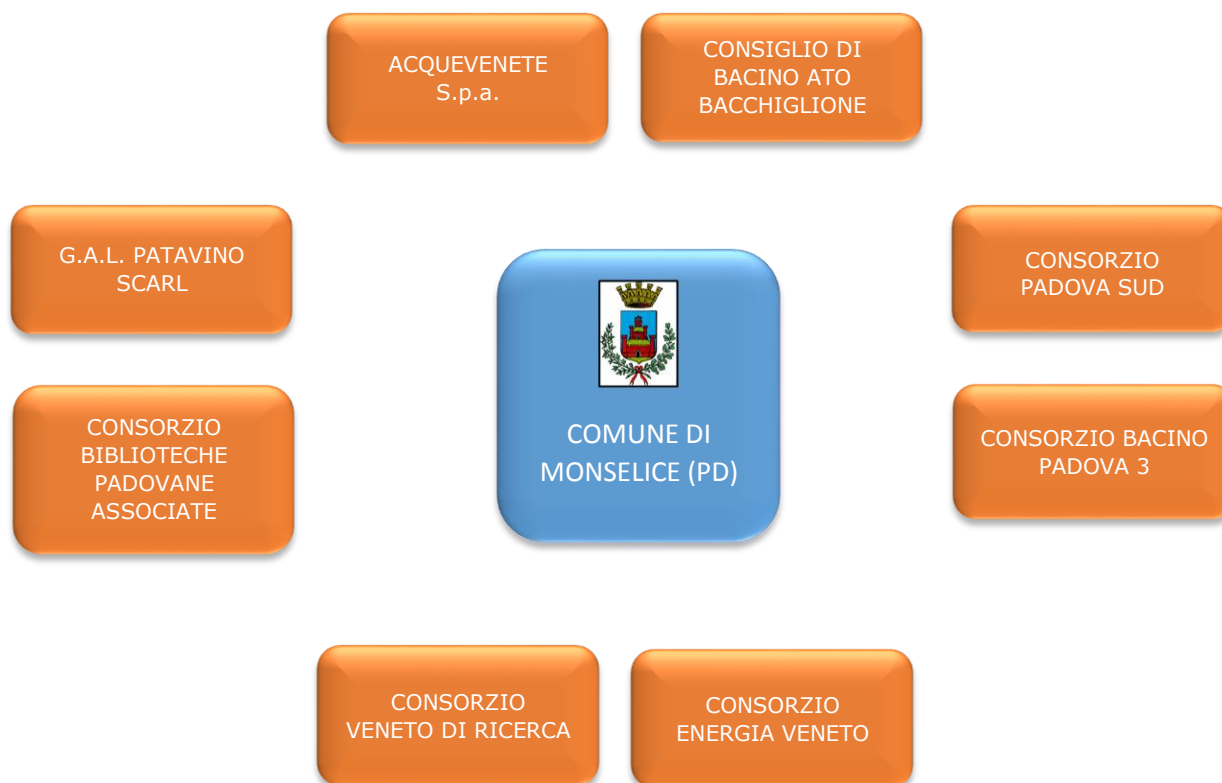 ACQUEVENETE
S.p.a.
CONSIGLIO DI
BACINO ATO
BACCHIGLIONE
G.A.L. PATAVINO
SCARL
CONSORZIO
PADOVA SUD
COMUNE DI
MONSELICE (PD)
CONSORZIO
BIBLIOTECHE
PADOVANE
ASSOCIATE
CONSORZIO BACINO
PADOVA 3
CONSORZIO
VENETO DI RICERCA
CONSORZIO
ENERGIA VENETO